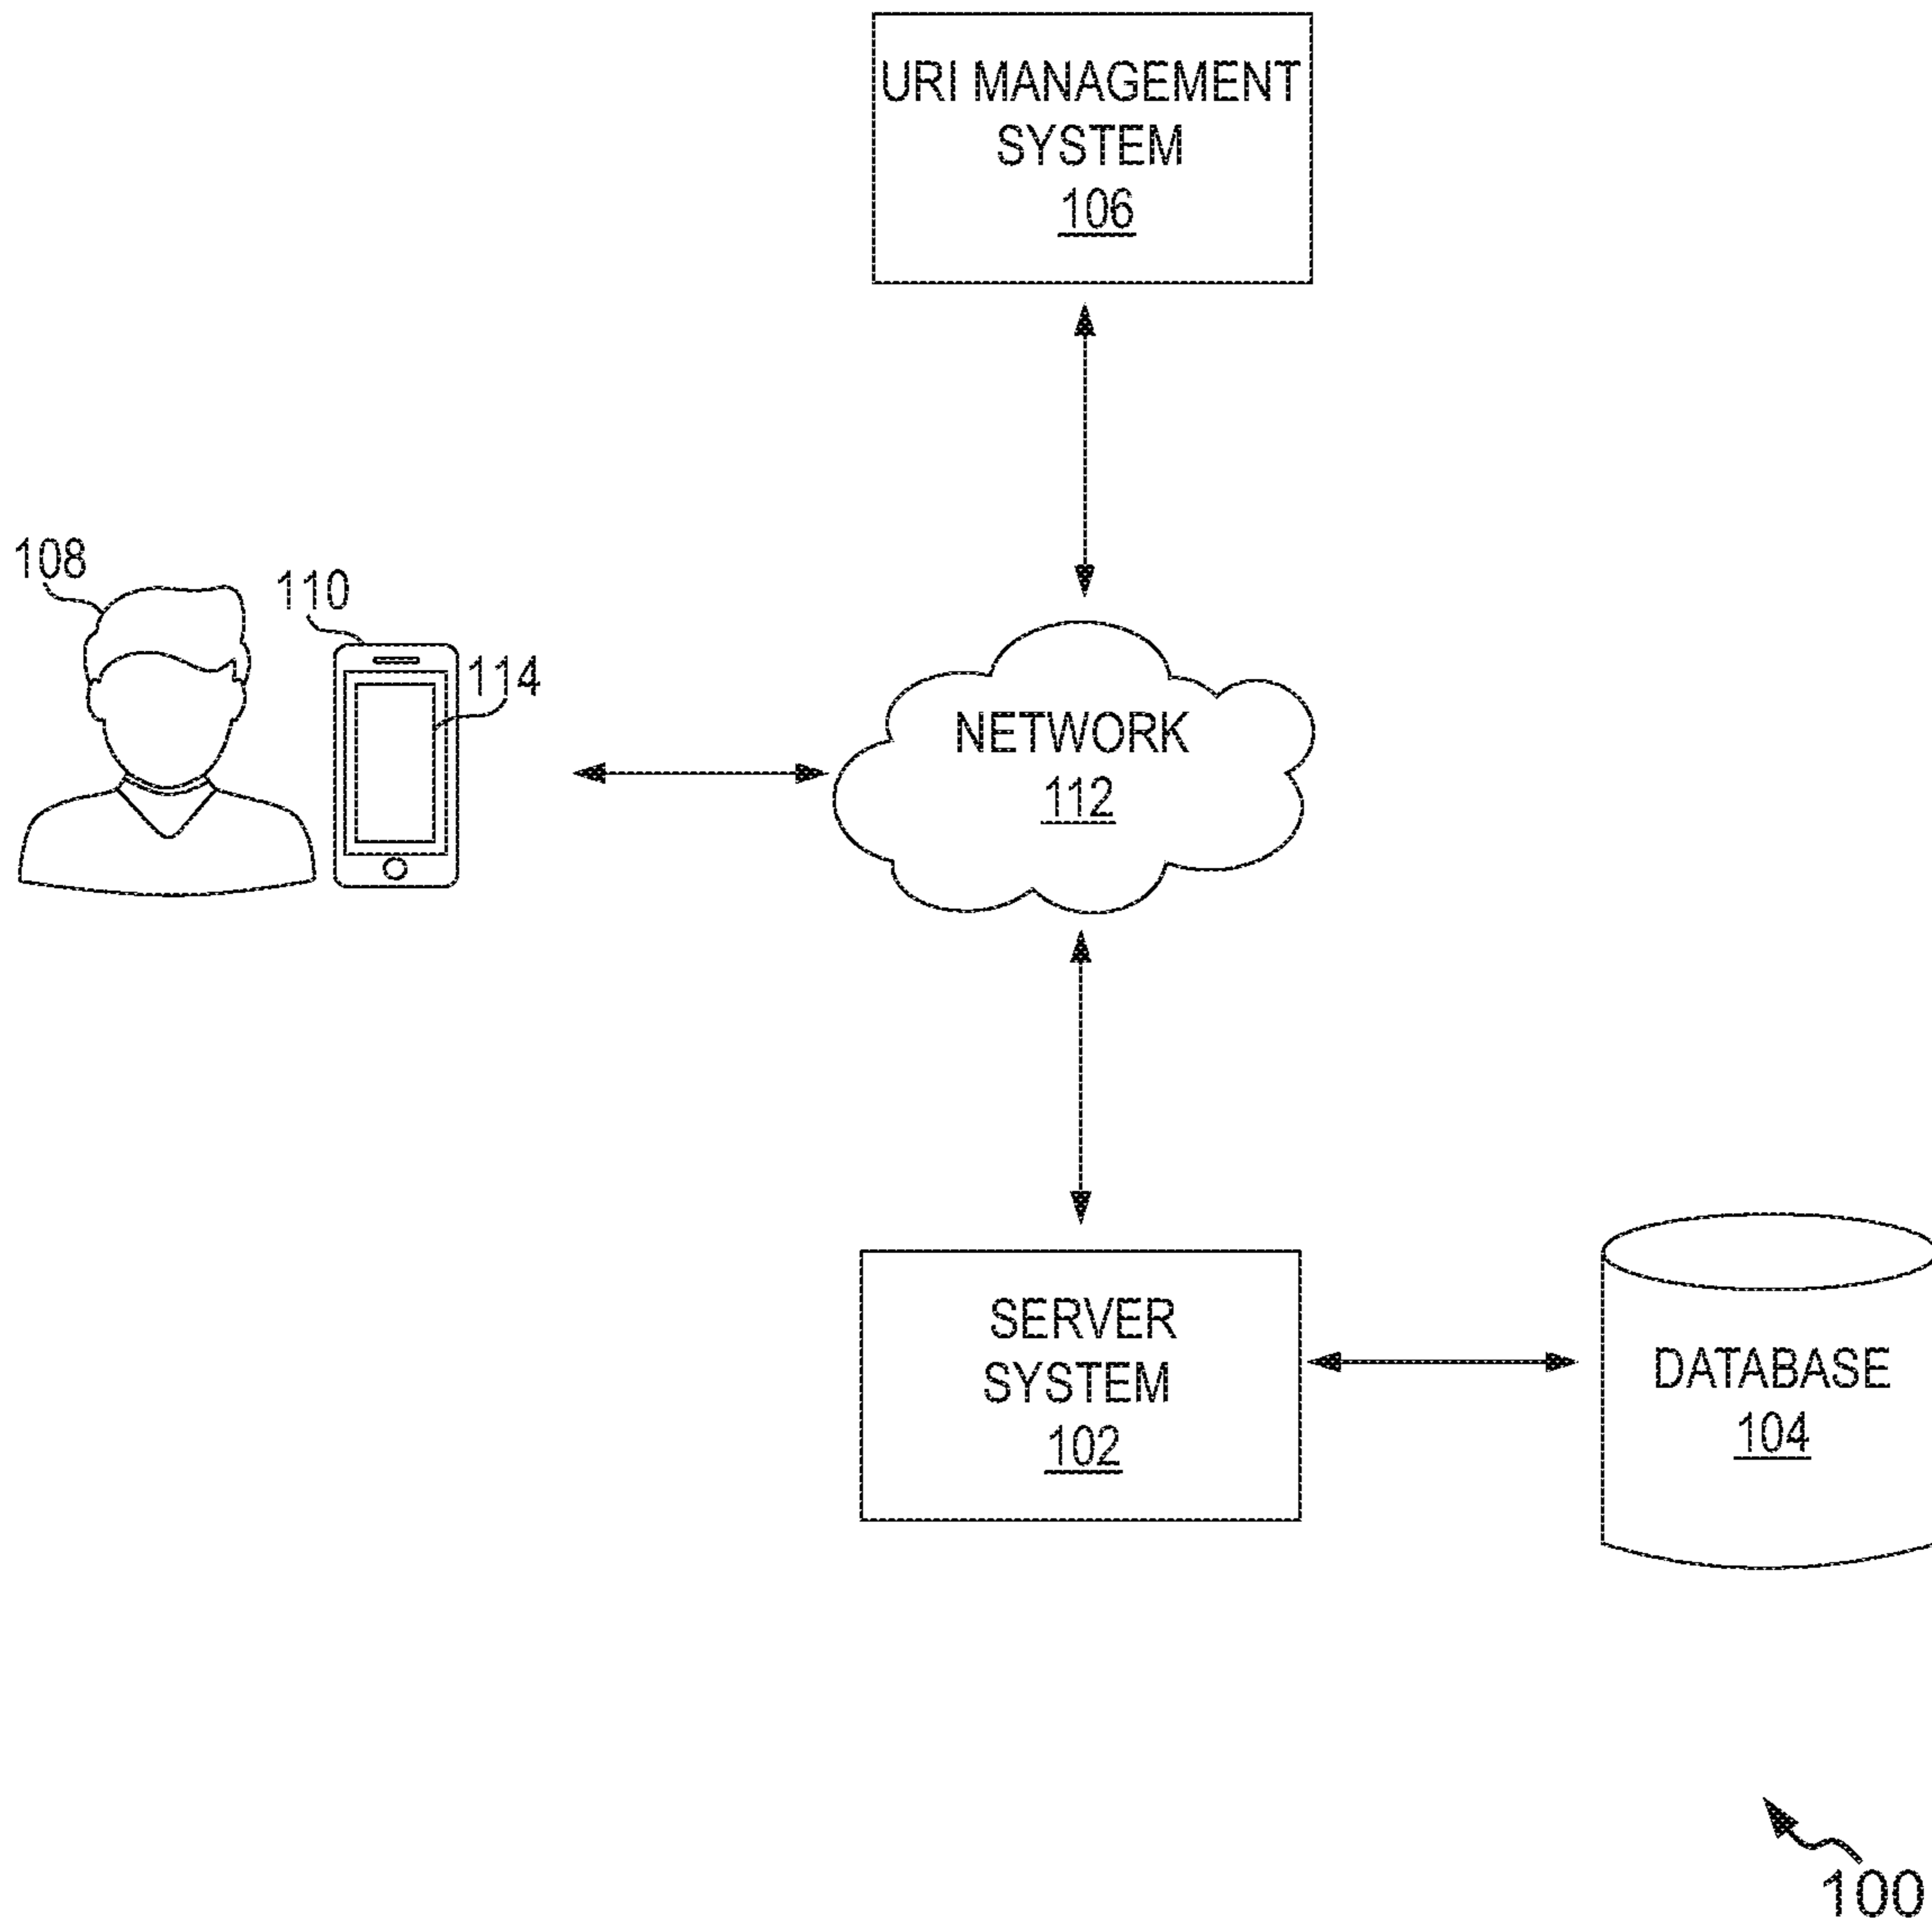 URI MANAGEMENT
SYSTEM
106
108
110
114
NETWORK
112
SERVER
SYSTEM
102
DATABASE
104
100